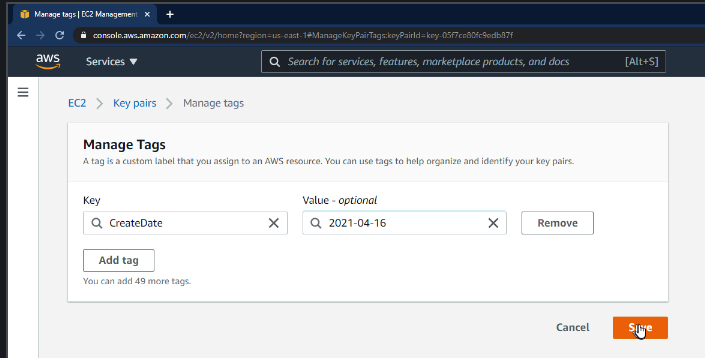 Manage tags | EC2 Management
console.aws.amazon.com/ec2/v2/home?region=us-east-1#ManageKeyPairTags:keyPairId=key-05f7ce80fc9edb87f
aws Services Search for services, features, marketplace products, and docs [Alt+S]
EC2 > Key pairs > Manage tags
Manage Tags
A tag is a custom label that you assign to an AWS resource. You can use tags to help organize and identify your key pairs.
Key Value - optional
CreateDate 2021-04-16 Remove
Add tag
You can add 49 more tags.
Cancel Save